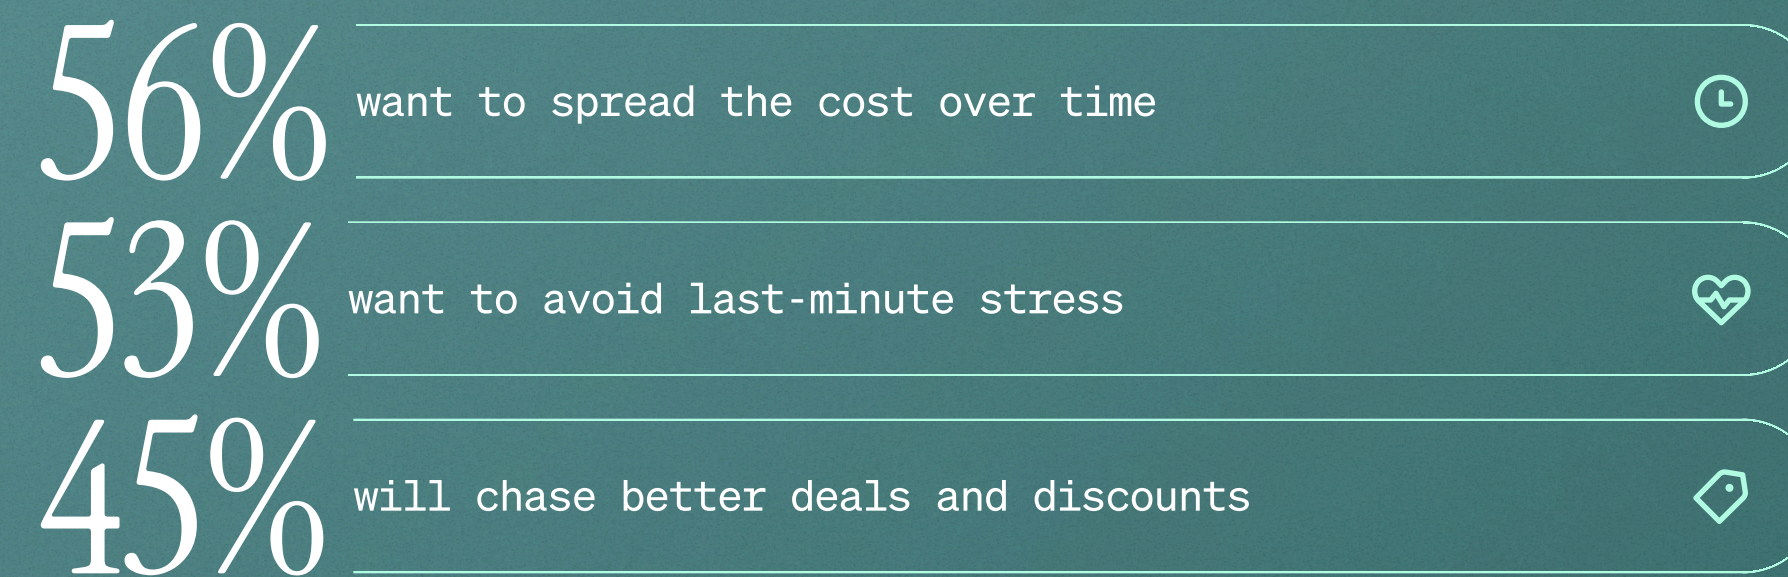 56% want to spread the cost over time
53% want to avoid last-minute stress
45% will chase better deals and discounts